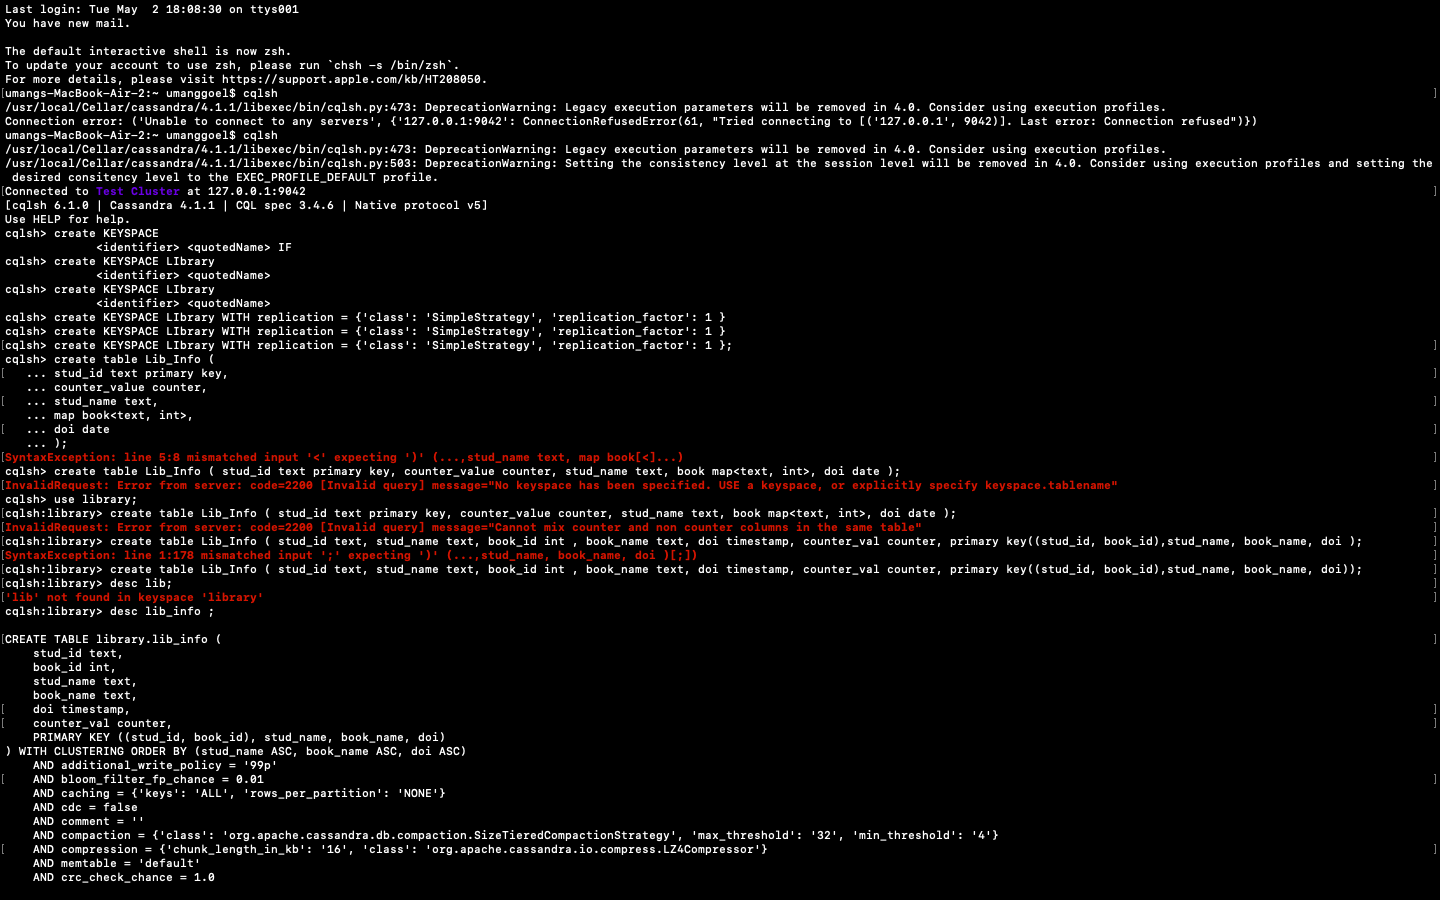 Last login: Tue May  2 18:08:30 on ttys001
You have new mail.
The default interactive shell is now zsh.
To update your account to use zsh, please run `chsh -s /bin/zsh`.
For more details, please visit https://support.apple.com/kb/HT208050.
[umangs-MacBook-Air-2:~ umanggoel$ cqlsh ]
/usr/local/Cellar/cassandra/4.1.1/libexec/bin/cqlsh.py:473: DeprecationWarning: Legacy execution parameters will be removed in 4.0. Consider using execution profiles.
Connection error: ('Unable to connect to any servers', {'127.0.0.1:9042': ConnectionRefusedError(61, "Tried connecting to [('127.0.0.1', 9042)]. Last error: Connection refused")})
umangs-MacBook-Air-2:~ umanggoel$ cqlsh
/usr/local/Cellar/cassandra/4.1.1/libexec/bin/cqlsh.py:473: DeprecationWarning: Legacy execution parameters will be removed in 4.0. Consider using execution profiles.
/usr/local/Cellar/cassandra/4.1.1/libexec/bin/cqlsh.py:503: DeprecationWarning: Setting the consistency level at the session level will be removed in 4.0. Consider using execution profiles and setting the
 desired consitency level to the EXEC_PROFILE_DEFAULT profile.
[Connected to Test Cluster at 127.0.0.1:9042 ]
[cqlsh 6.1.0 | Cassandra 4.1.1 | CQL spec 3.4.6 | Native protocol v5]
Use HELP for help.
cqlsh> create KEYSPACE
             <identifier> <quotedName> IF
cqlsh> create KEYSPACE LIbrary
             <identifier> <quotedName>
cqlsh> create KEYSPACE LIbrary
             <identifier> <quotedName>
cqlsh> create KEYSPACE LIbrary WITH replication = {'class': 'SimpleStrategy', 'replication_factor': 1 }
cqlsh> create KEYSPACE LIbrary WITH replication = {'class': 'SimpleStrategy', 'replication_factor': 1 }
[cqlsh> create KEYSPACE LIbrary WITH replication = {'class': 'SimpleStrategy', 'replication_factor': 1 }; ]
cqlsh> create table Lib_Info (
[   ... stud_id text primary key, ]
   ... counter_value counter,
[   ... stud_name text, ]
   ... map book<text, int>,
[   ... doi date ]
   ... );
[SyntaxException: line 5:8 mismatched input '<' expecting ')' (...,stud_name text, map book[<]...) ]
cqlsh> create table Lib_Info ( stud_id text primary key, counter_value counter, stud_name text, book map<text, int>, doi date );
[InvalidRequest: Error from server: code=2200 [Invalid query] message="No keyspace has been specified. USE a keyspace, or explicitly specify keyspace.tablename" ]
cqlsh> use library;
[cqlsh:library> create table Lib_Info ( stud_id text primary key, counter_value counter, stud_name text, book map<text, int>, doi date ); ]
[InvalidRequest: Error from server: code=2200 [Invalid query] message="Cannot mix counter and non counter columns in the same table" ]
[cqlsh:library> create table Lib_Info ( stud_id text, stud_name text, book_id int , book_name text, doi timestamp, counter_val counter, primary key((stud_id, book_id),stud_name, book_name, doi ); ]
[SyntaxException: line 1:178 mismatched input ';' expecting ')' (...,stud_name, book_name, doi )[;]) ]
[cqlsh:library> create table Lib_Info ( stud_id text, stud_name text, book_id int , book_name text, doi timestamp, counter_val counter, primary key((stud_id, book_id),stud_name, book_name, doi)); ]
[cqlsh:library> desc lib; ]
['lib' not found in keyspace 'library' ]
cqlsh:library> desc lib_info ;
[CREATE TABLE library.lib_info ( ]
    stud_id text,
    book_id int,
    stud_name text,
    book_name text,
[    doi timestamp, ]
[    counter_val counter, ]
    PRIMARY KEY ((stud_id, book_id), stud_name, book_name, doi)
) WITH CLUSTERING ORDER BY (stud_name ASC, book_name ASC, doi ASC)
    AND additional_write_policy = '99p'
[    AND bloom_filter_fp_chance = 0.01 ]
    AND caching = {'keys': 'ALL', 'rows_per_partition': 'NONE'}
    AND cdc = false
    AND comment = ''
    AND compaction = {'class': 'org.apache.cassandra.db.compaction.SizeTieredCompactionStrategy', 'max_threshold': '32', 'min_threshold': '4'}
[    AND compression = {'chunk_length_in_kb': '16', 'class': 'org.apache.cassandra.io.compress.LZ4Compressor'} ]
    AND memtable = 'default'
    AND crc_check_chance = 1.0